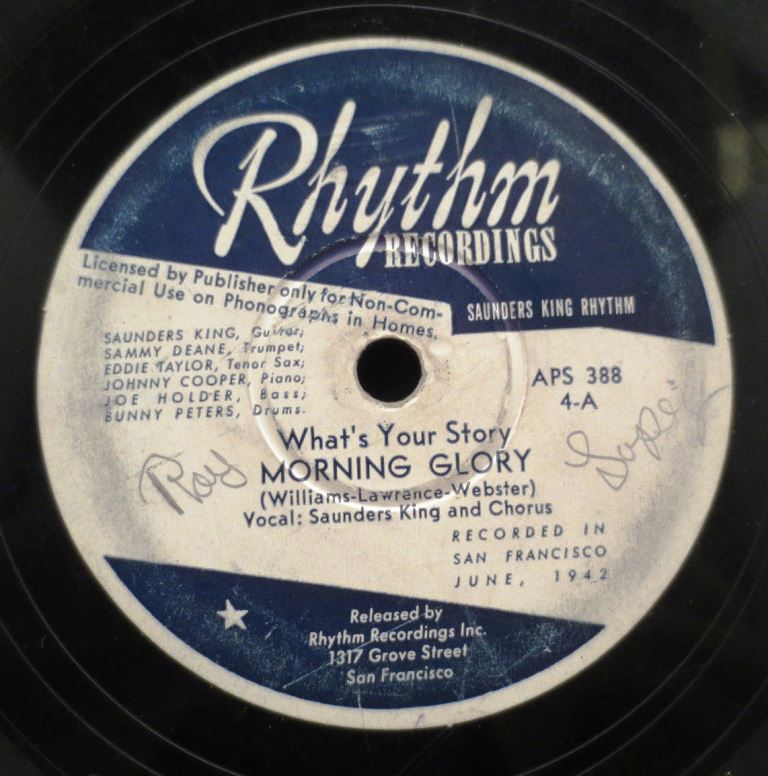 Rhythm
RECORDINGS
Licensed by Publisher only for Non-Com-
mercial Use on Phonographs in Homes.
SAUNDERS KING RHYTHM
SAUNDERS KING, Guitar;
SAMMY DEANE, Trumpet;
EDDIE TAYLOR, Tenor Sax;
JOHNNY COOPER, Piano;
JOE HOLDER, Bass;
BUNNY PETERS, Drums.
APS 388
4-A
What's Your Story
MORNING GLORY
(Williams-Lawrence-Webster)
Vocal: Saunders King and Chorus
Roy
RECORDED IN
SAN FRANCISCO
JUNE, 1942
Released by
Rhythm Recordings Inc.
1317 Grove Street
San Francisco